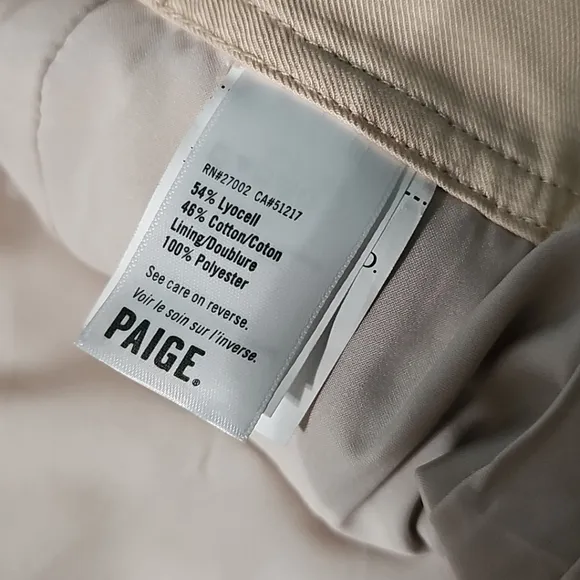 RN#27002 CA#51217
54% Lyocell
46% Cotton/Coton
Lining/Doublure
100% Polyester
See care on reverse.
Voir le soin sur l'inverse.
PAIGE®
D.